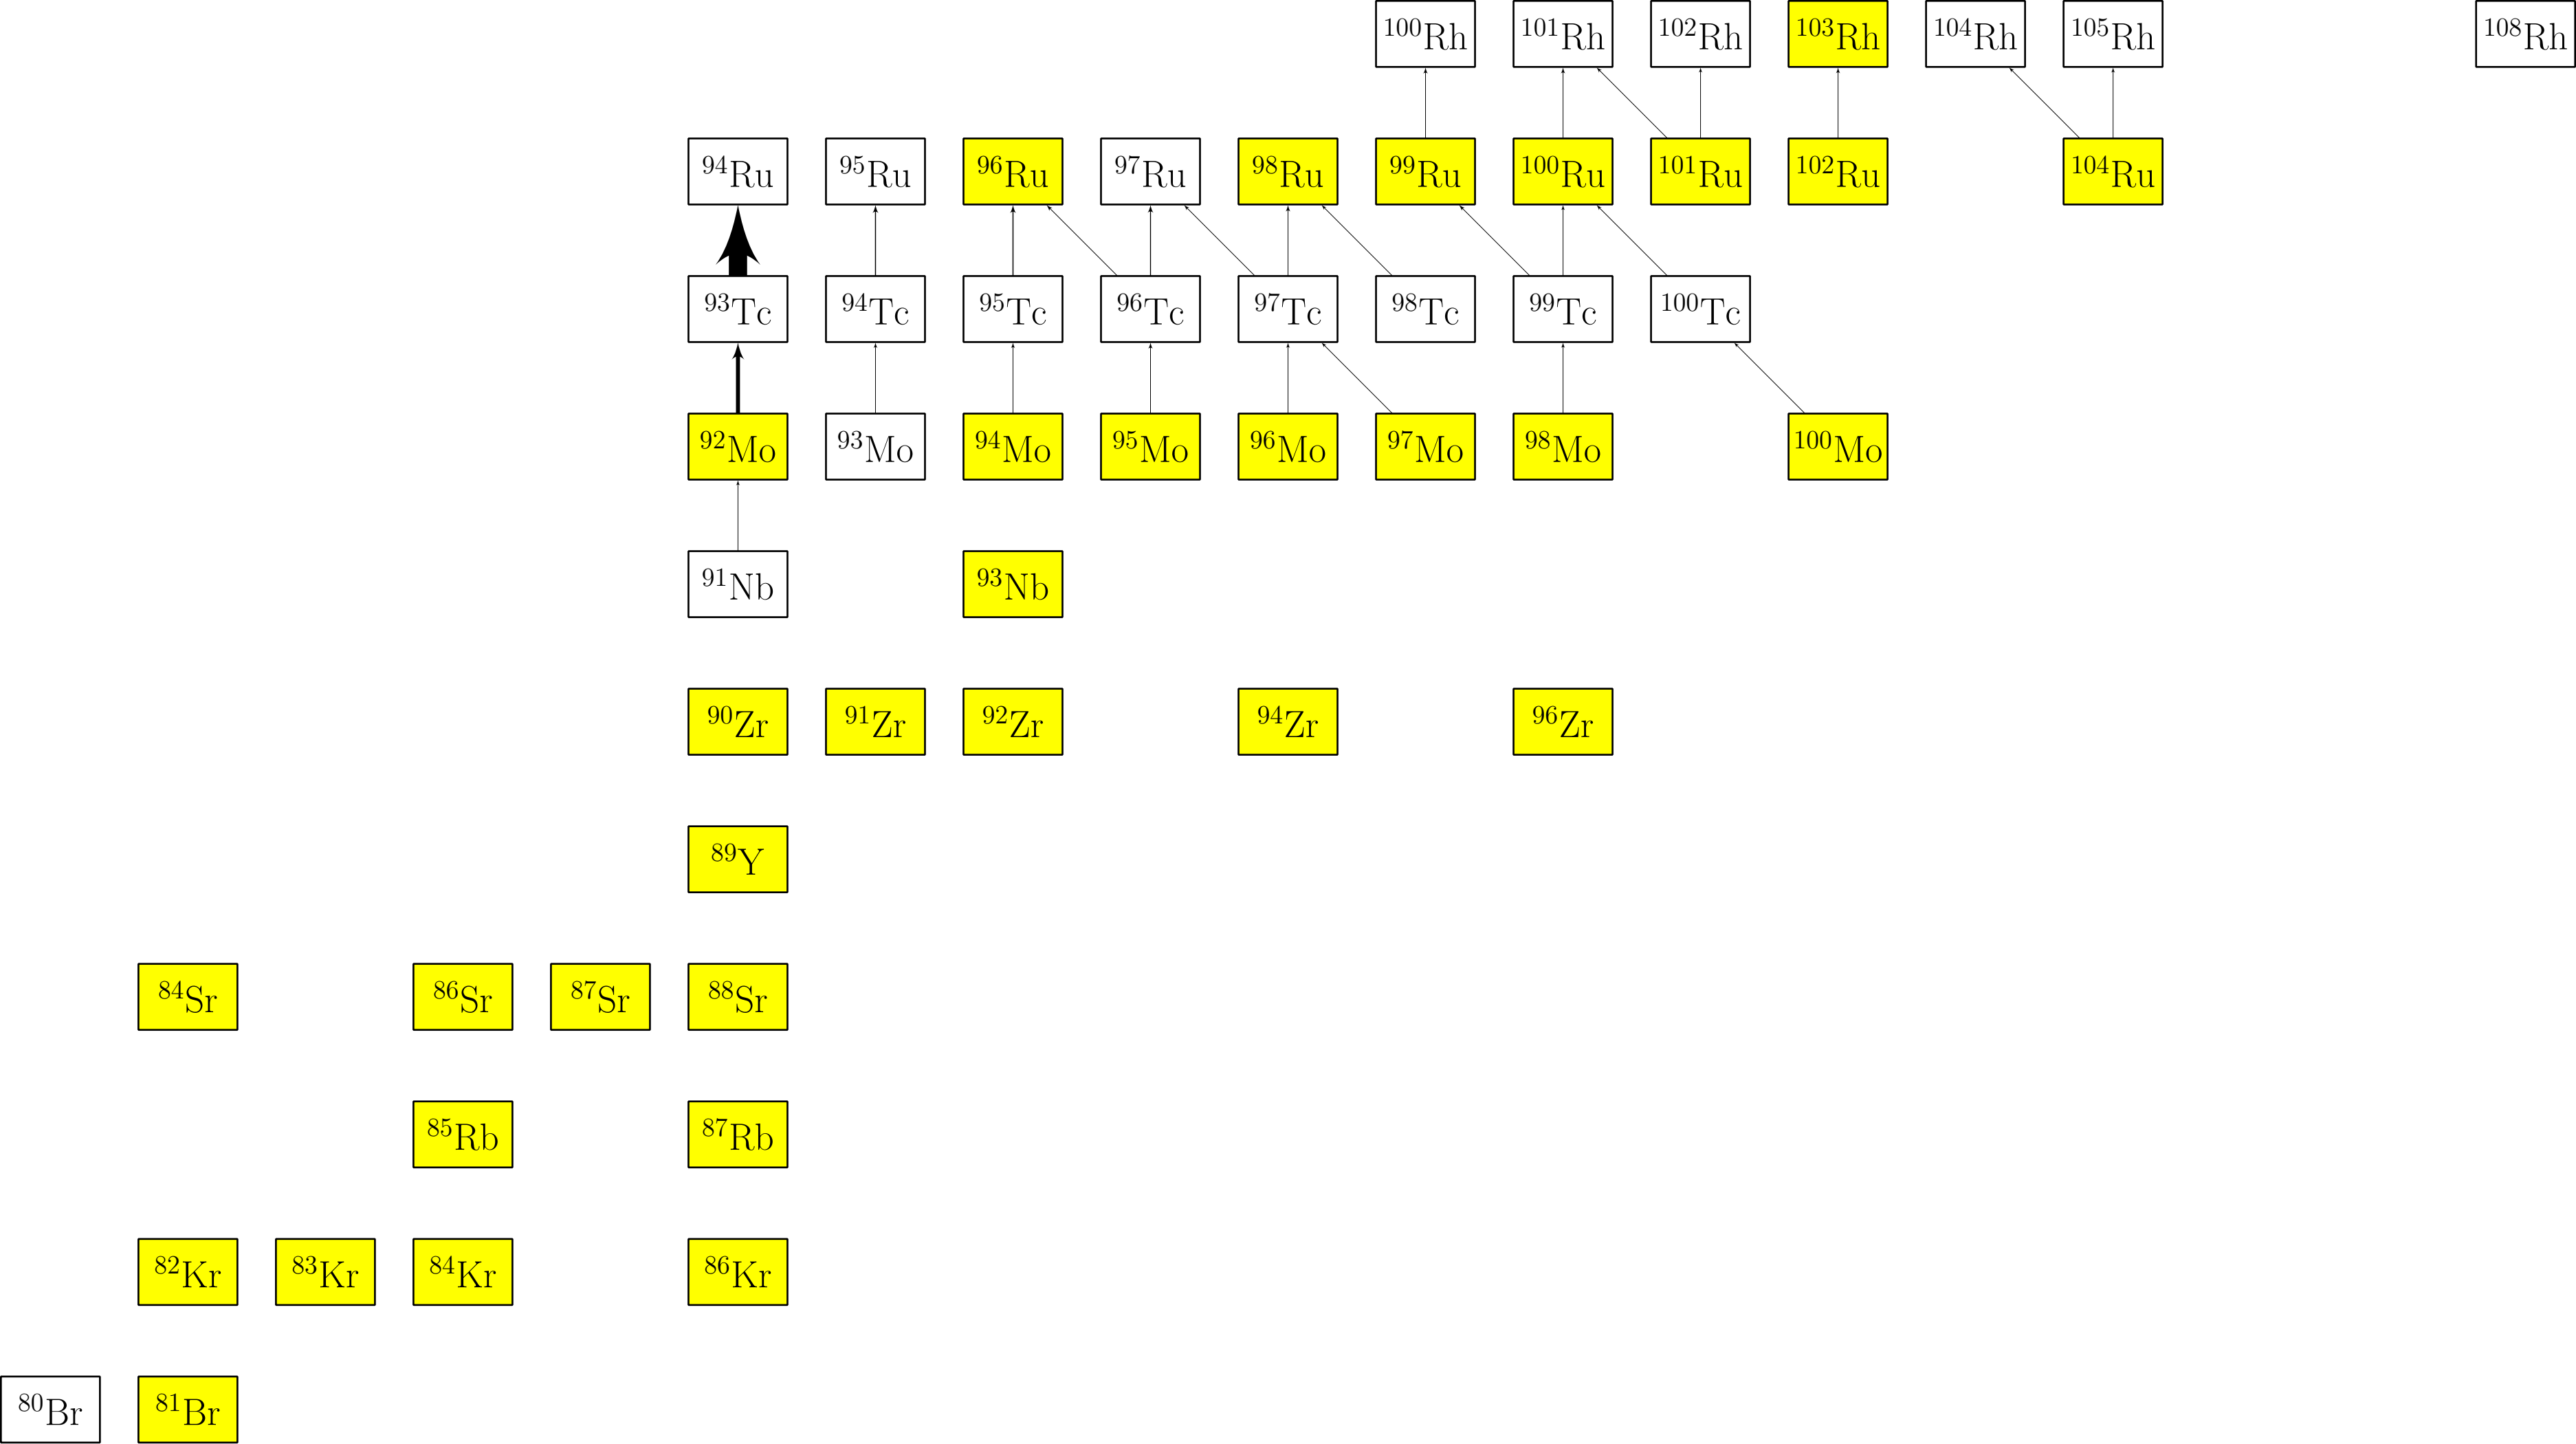 ¹⁰⁰Rh ¹⁰¹Rh ¹⁰²Rh ¹⁰³Rh ¹⁰⁴Rh ¹⁰⁵Rh ¹⁰⁸Rh
⁹⁴Ru ⁹⁵Ru ⁹⁶Ru ⁹⁷Ru ⁹⁸Ru ⁹⁹Ru ¹⁰⁰Ru ¹⁰¹Ru ¹⁰²Ru ¹⁰⁴Ru
⁹³Tc ⁹⁴Tc ⁹⁵Tc ⁹⁶Tc ⁹⁷Tc ⁹⁸Tc ⁹⁹Tc ¹⁰⁰Tc
⁹²Mo ⁹³Mo ⁹⁴Mo ⁹⁵Mo ⁹⁶Mo ⁹⁷Mo ⁹⁸Mo ¹⁰⁰Mo
⁹¹Nb ⁹³Nb
⁹⁰Zr ⁹¹Zr ⁹²Zr ⁹⁴Zr ⁹⁶Zr
⁸⁹Y
⁸⁴Sr ⁸⁶Sr ⁸⁷Sr ⁸⁸Sr
⁸⁵Rb ⁸⁷Rb
⁸²Kr ⁸³Kr ⁸⁴Kr ⁸⁶Kr
⁸⁰Br ⁸¹Br